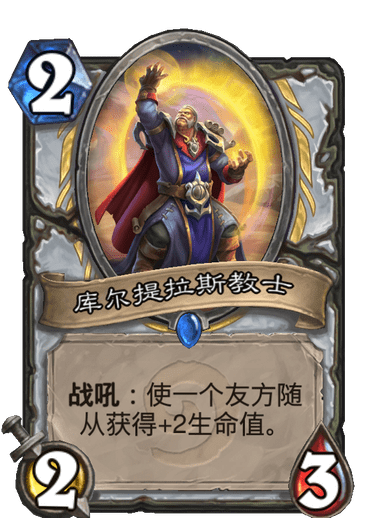 2
库尔提拉斯教士
战吼：使一个友方随
从获得+2生命值。
2
3